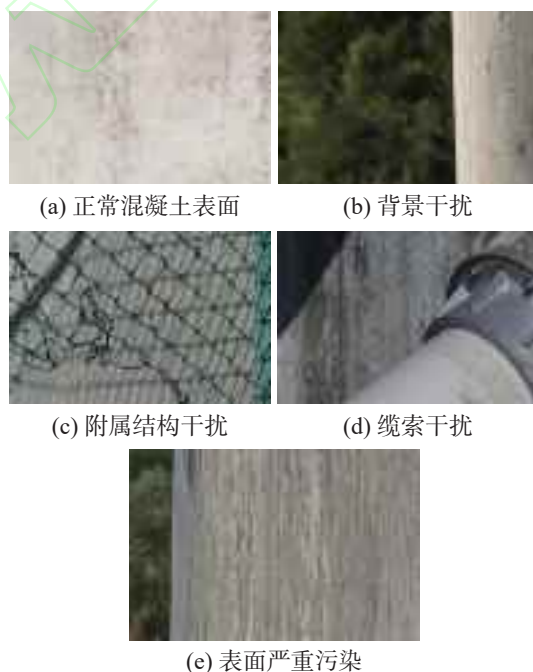 (a) 正常混凝土表面
(b) 背景干扰
(c) 附属结构干扰
(d) 缆索干扰
(e) 表面严重污染